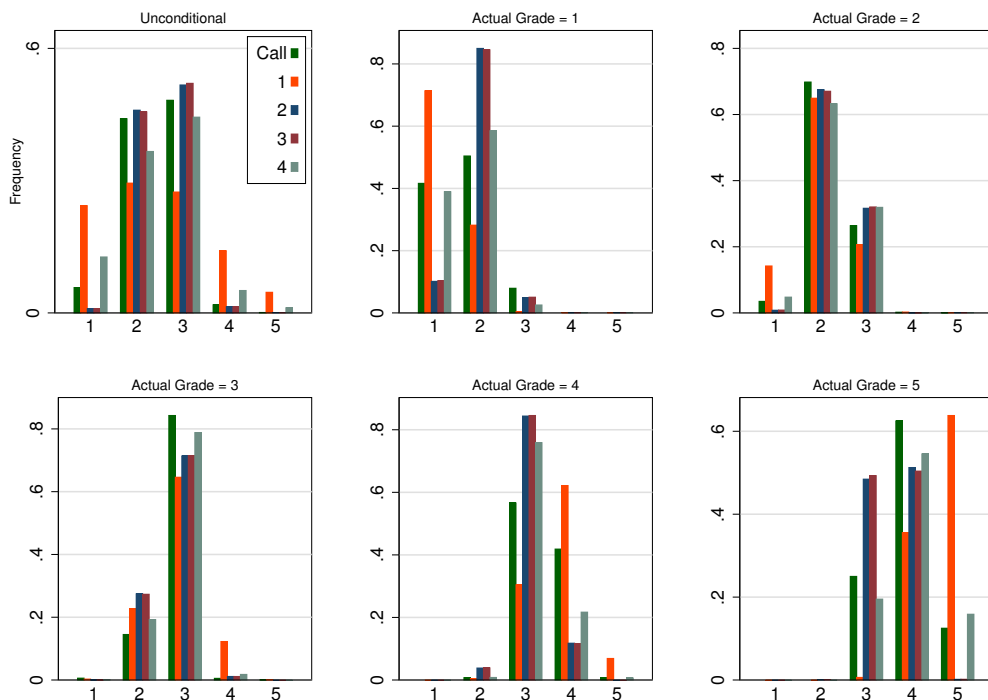 Unconditional
Actual Grade = 1
Actual Grade = 2
.6
0
Frequency
Call
1
2
3
4
1 2 3 4 5
.8
.6
.4
.2
0
1 2 3 4 5
.8
.6
.4
.2
0
1 2 3 4 5
Actual Grade = 3
Actual Grade = 4
Actual Grade = 5
.8
.6
.4
.2
0
1 2 3 4 5
.8
.6
.4
.2
0
1 2 3 4 5
.6
.4
.2
0
1 2 3 4 5